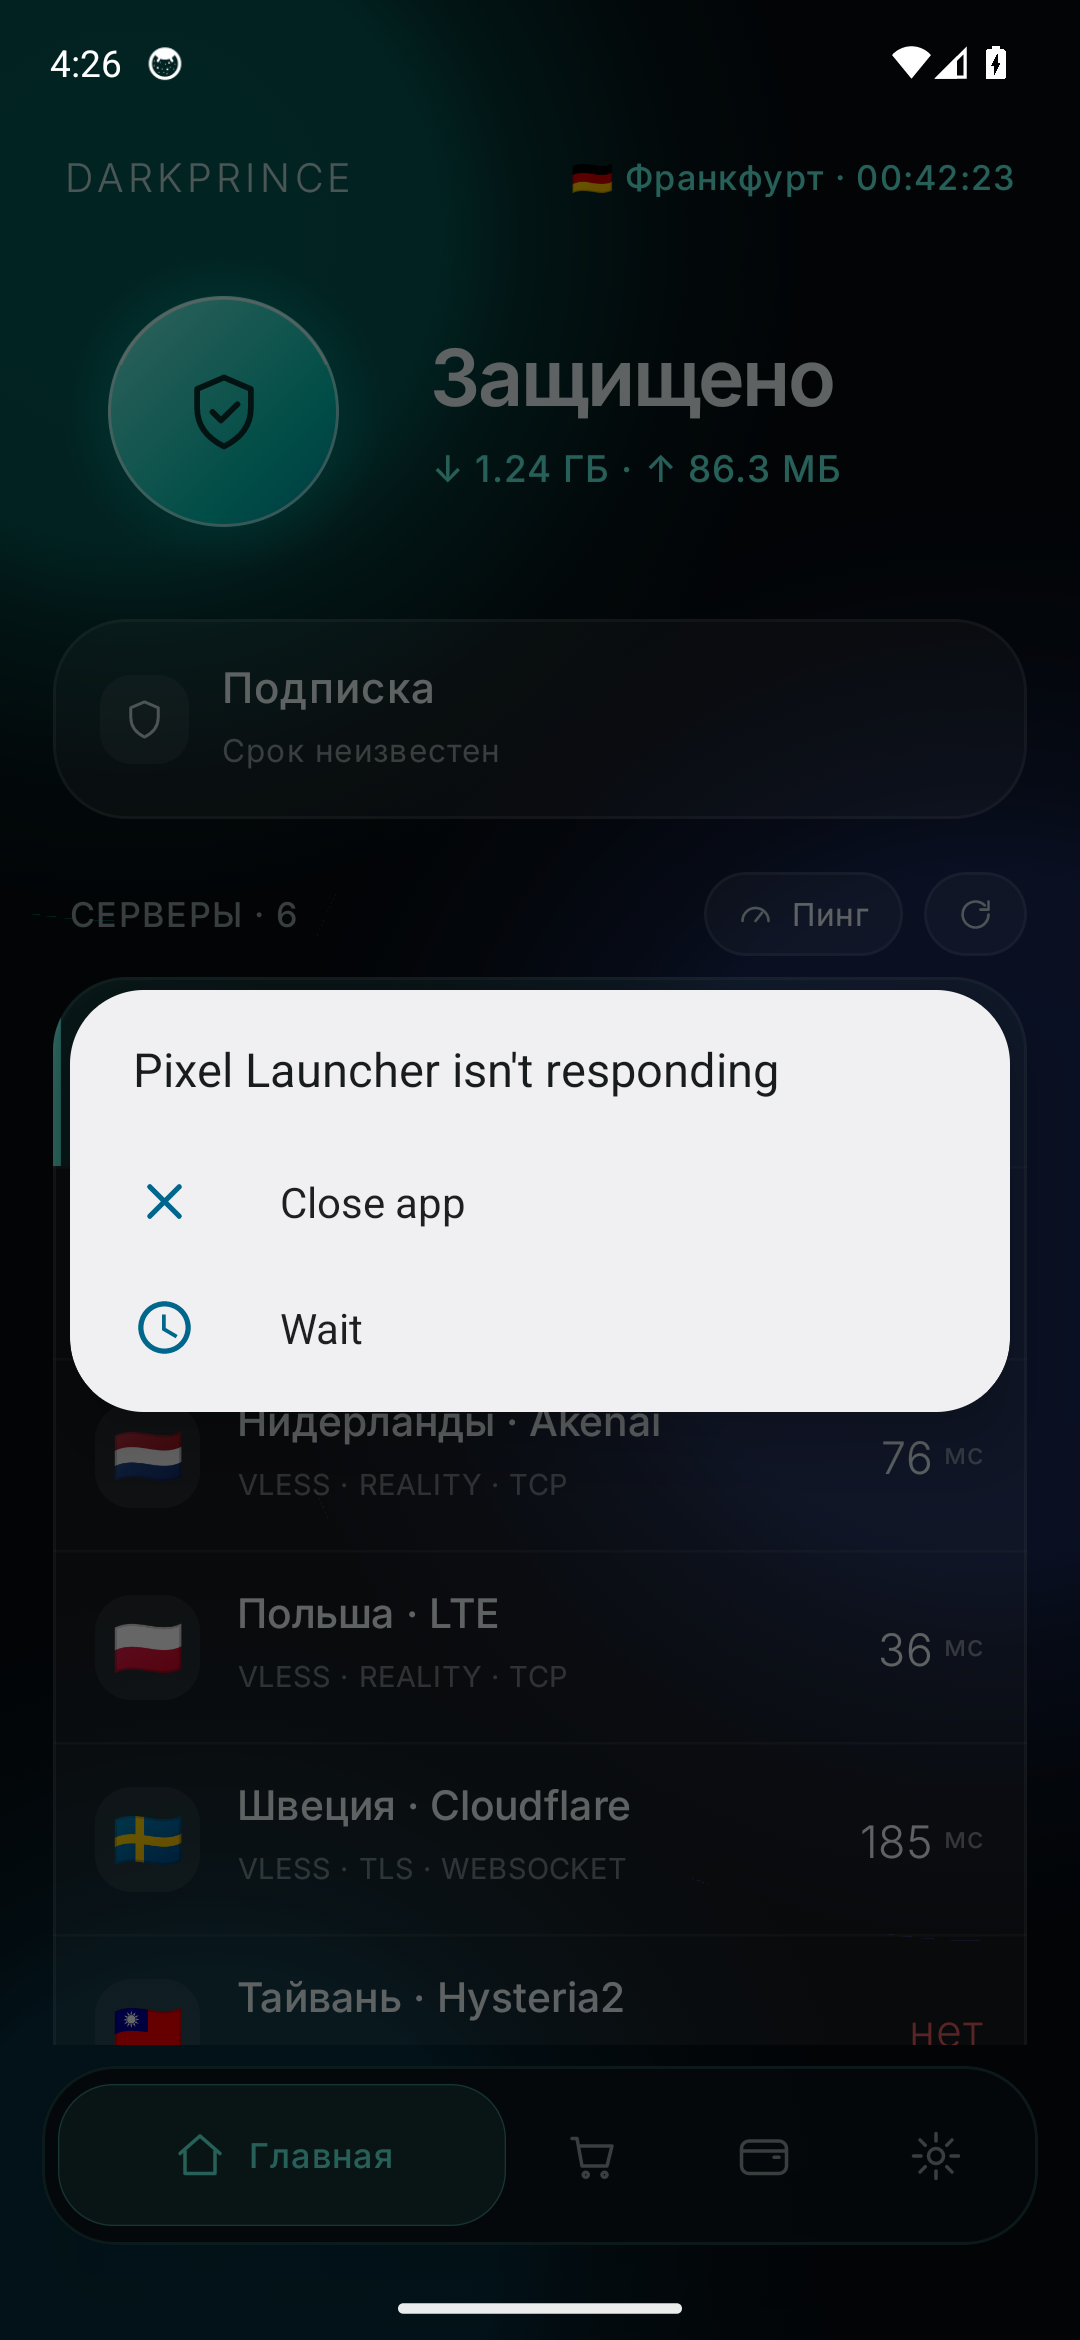 4:26
DARKPRINCE
🇩🇪 Франкфурт · 00:42:23
Защищено
↓ 1.24 ГБ · ↑ 86.3 МБ
Подписка
Срок неизвестен
СЕРВЕРЫ · 6
Пинг
Pixel Launcher isn't responding
Close app
Wait
Нидерланды · Akenai
VLESS · REALITY · TCP
76 мс
Польша · LTE
VLESS · REALITY · TCP
36 мс
Швеция · Cloudflare
VLESS · TLS · WEBSOCKET
185 мс
Тайвань · Hysteria2
нет
Главная